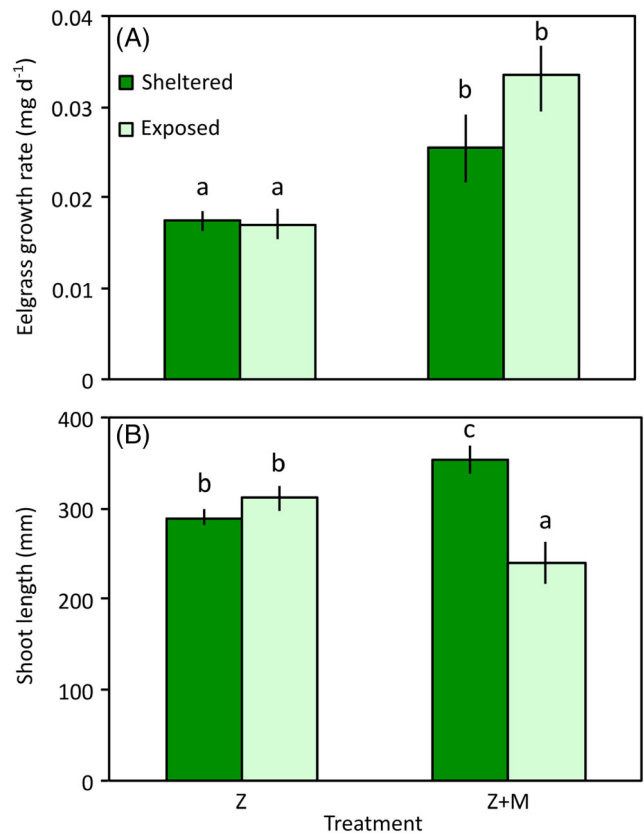 (A)
Sheltered
Exposed
Eelgrass growth rate (mg d⁻¹)
0.04
0.03
0.02
0.01
0
a a b b
(B)
Shoot length (mm)
400
300
200
100
0
b b c a
Z Z+M
Treatment